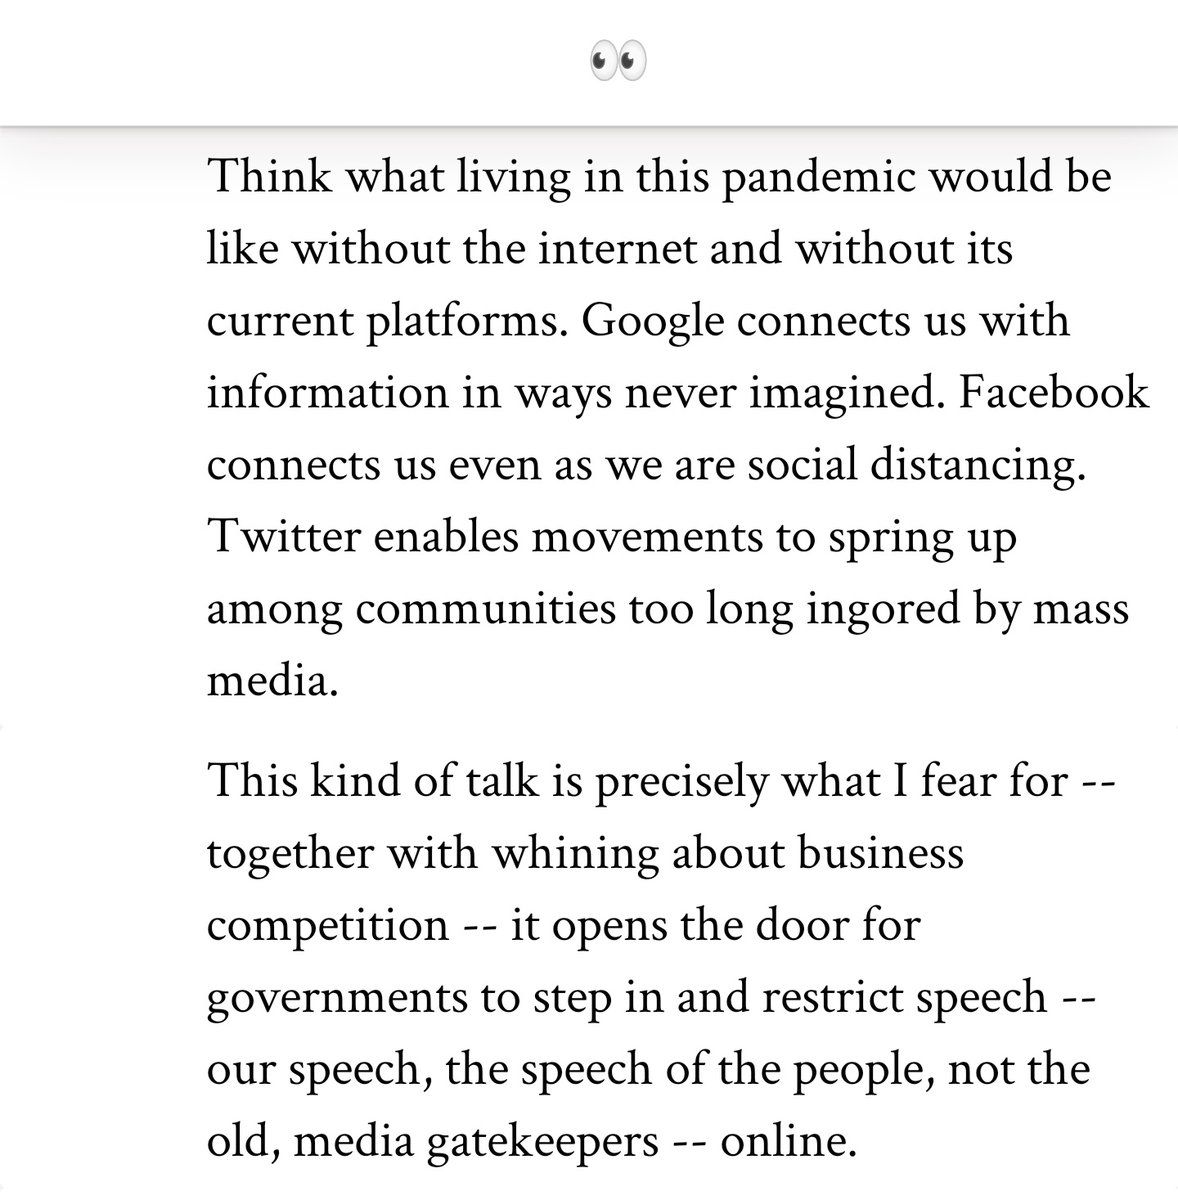 Think what living in this pandemic would be
like without the internet and without its
current platforms. Google connects us with
information in ways never imagined. Facebook
connects us even as we are social distancing.
Twitter enables movements to spring up
among communities too long ingored by mass
media.
This kind of talk is precisely what I fear for --
together with whining about business
competition -- it opens the door for
governments to step in and restrict speech --
our speech, the speech of the people, not the
old, media gatekeepers -- online.